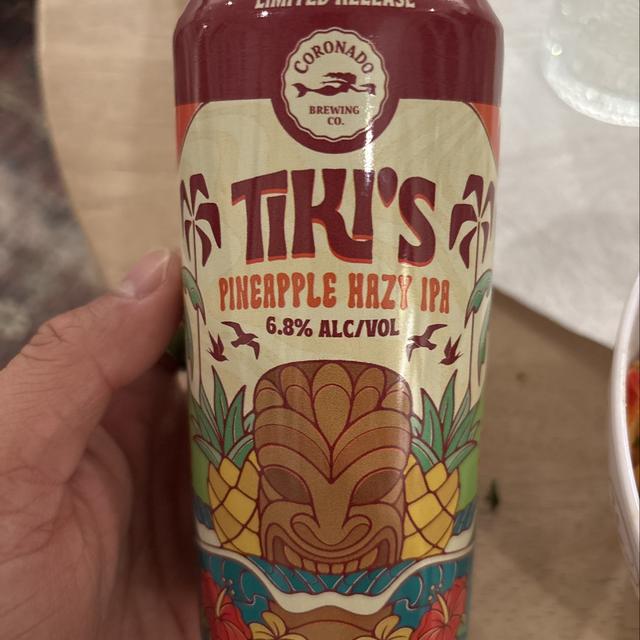 LIMITED RELEASE
CORONADO
BREWING
CO.
TIKI'S
PINEAPPLE HAZY IPA
6.8% ALC/VOL